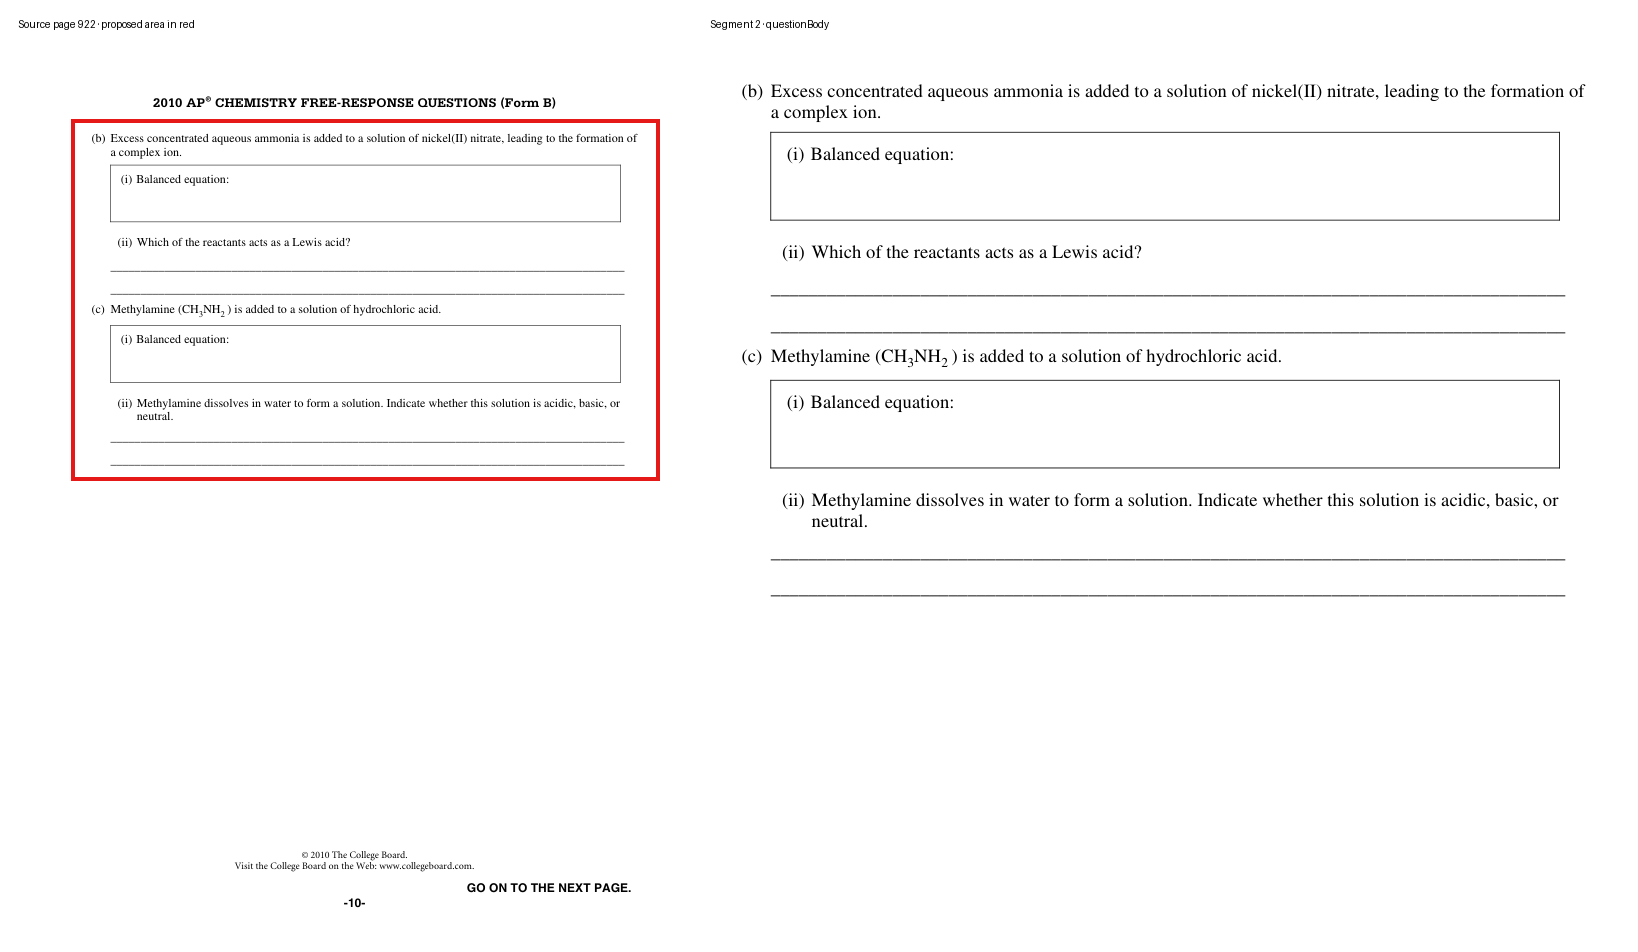 Source page 922 · proposed area in red
2010 AP® CHEMISTRY FREE-RESPONSE QUESTIONS (Form B)
(b) Excess concentrated aqueous ammonia is added to a solution of nickel(II) nitrate, leading to the formation of
a complex ion.
(i) Balanced equation:
(ii) Which of the reactants acts as a Lewis acid?
(c) Methylamine (CH₃NH₂ ) is added to a solution of hydrochloric acid.
(i) Balanced equation:
(ii) Methylamine dissolves in water to form a solution. Indicate whether this solution is acidic, basic, or
neutral.
© 2010 The College Board.
Visit the College Board on the Web: www.collegeboard.com.
GO ON TO THE NEXT PAGE.
-10-
Segment 2 · questionBody
(b) Excess concentrated aqueous ammonia is added to a solution of nickel(II) nitrate, leading to the formation of
a complex ion.
(i) Balanced equation:
(ii) Which of the reactants acts as a Lewis acid?
(c) Methylamine (CH₃NH₂ ) is added to a solution of hydrochloric acid.
(i) Balanced equation:
(ii) Methylamine dissolves in water to form a solution. Indicate whether this solution is acidic, basic, or
neutral.